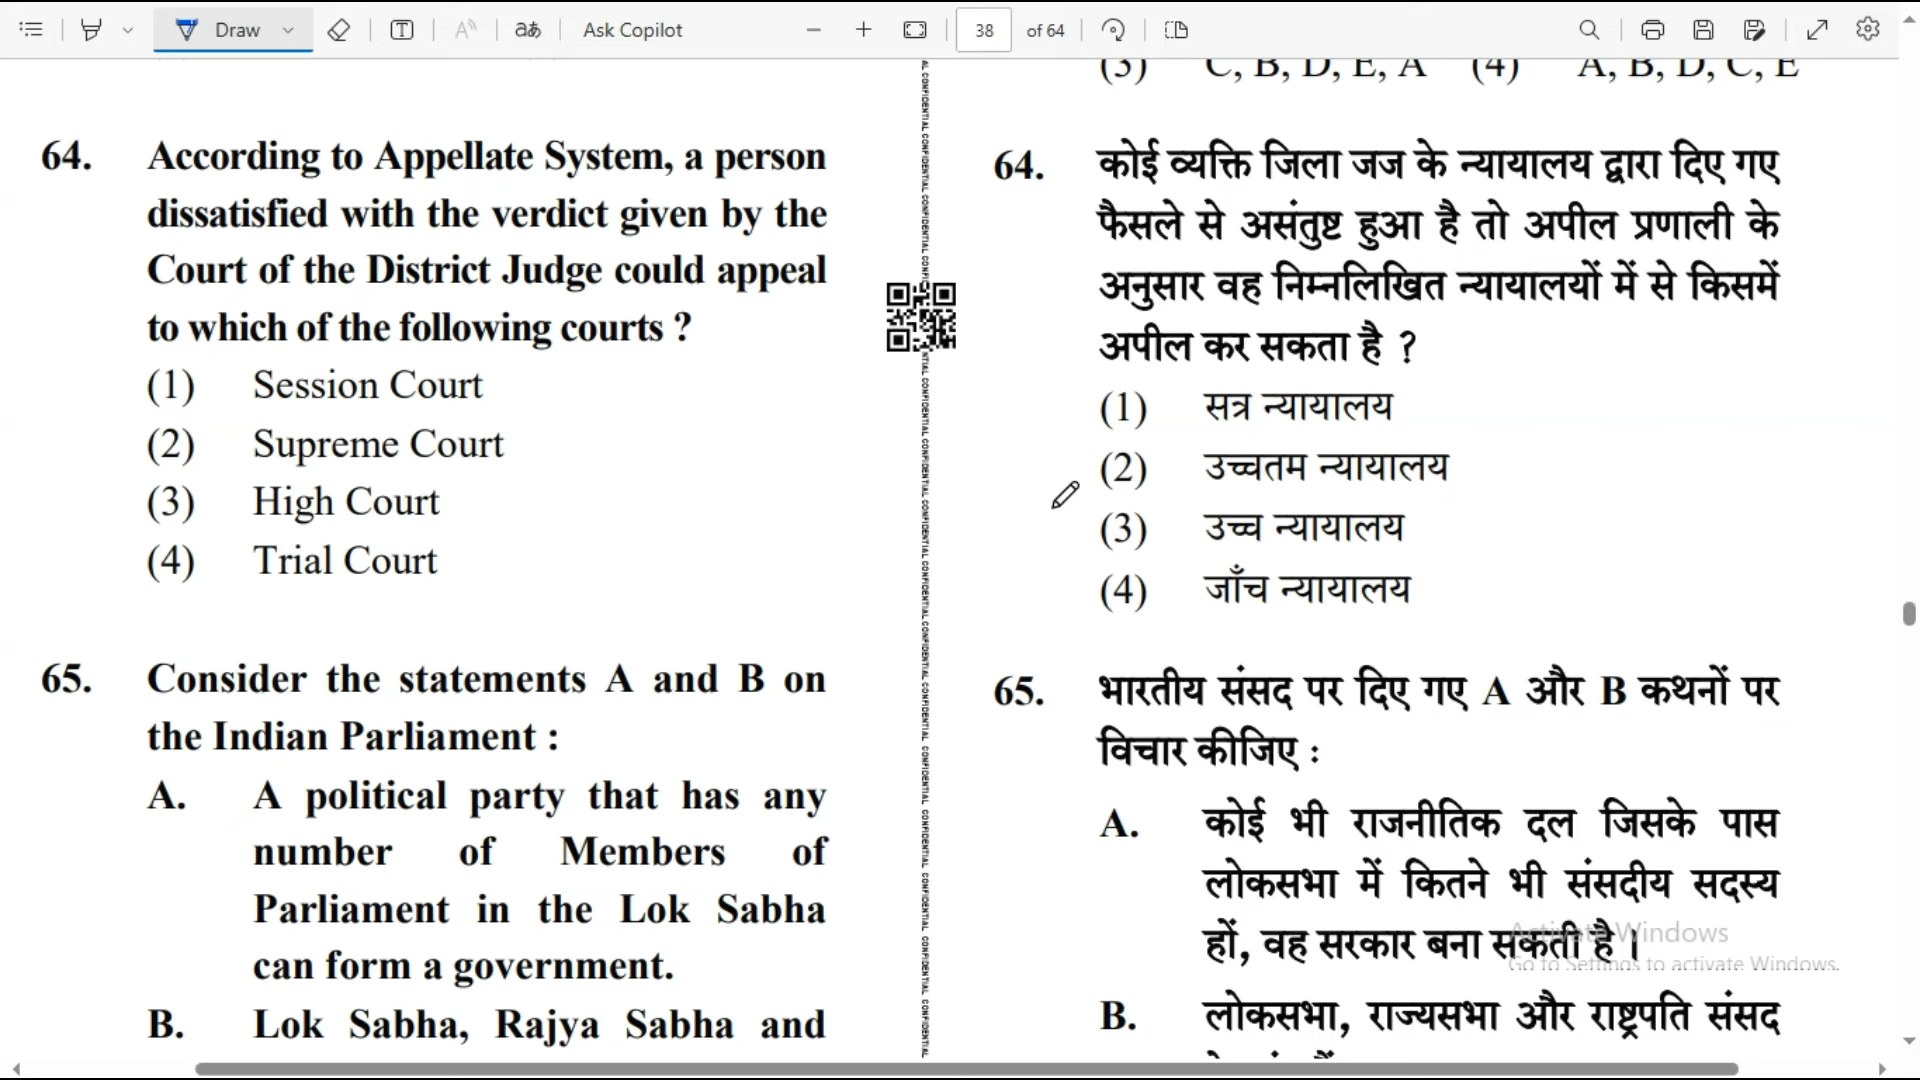 Draw
aあ
Ask Copilot
38 of 64
64. According to Appellate System, a person
dissatisfied with the verdict given by the
Court of the District Judge could appeal
to which of the following courts ?
(1) Session Court
(2) Supreme Court
(3) High Court
(4) Trial Court
65. Consider the statements A and B on
the Indian Parliament :
A. A political party that has any
number of Members of
Parliament in the Lok Sabha
can form a government.
B. Lok Sabha, Rajya Sabha and
(3) C, B, D, E, A (4) A, B, D, C, E
64. कोई व्यक्ति जिला जज के न्यायालय द्वारा दिए गए
फैसले से असंतुष्ट हुआ है तो अपील प्रणाली के
अनुसार वह निम्नलिखित न्यायालयों में से किसमें
अपील कर सकता है ?
(1) सत्र न्यायालय
(2) उच्चतम न्यायालय
(3) उच्च न्यायालय
(4) जाँच न्यायालय
65. भारतीय संसद पर दिए गए A और B कथनों पर
विचार कीजिए :
A. कोई भी राजनीतिक दल जिसके पास
लोकसभा में कितने भी संसदीय सदस्य
हों, वह सरकार बना सकती है ।
B. लोकसभा, राज्यसभा और राष्ट्रपति संसद
Activate Windows
Go to Settings to activate Windows.